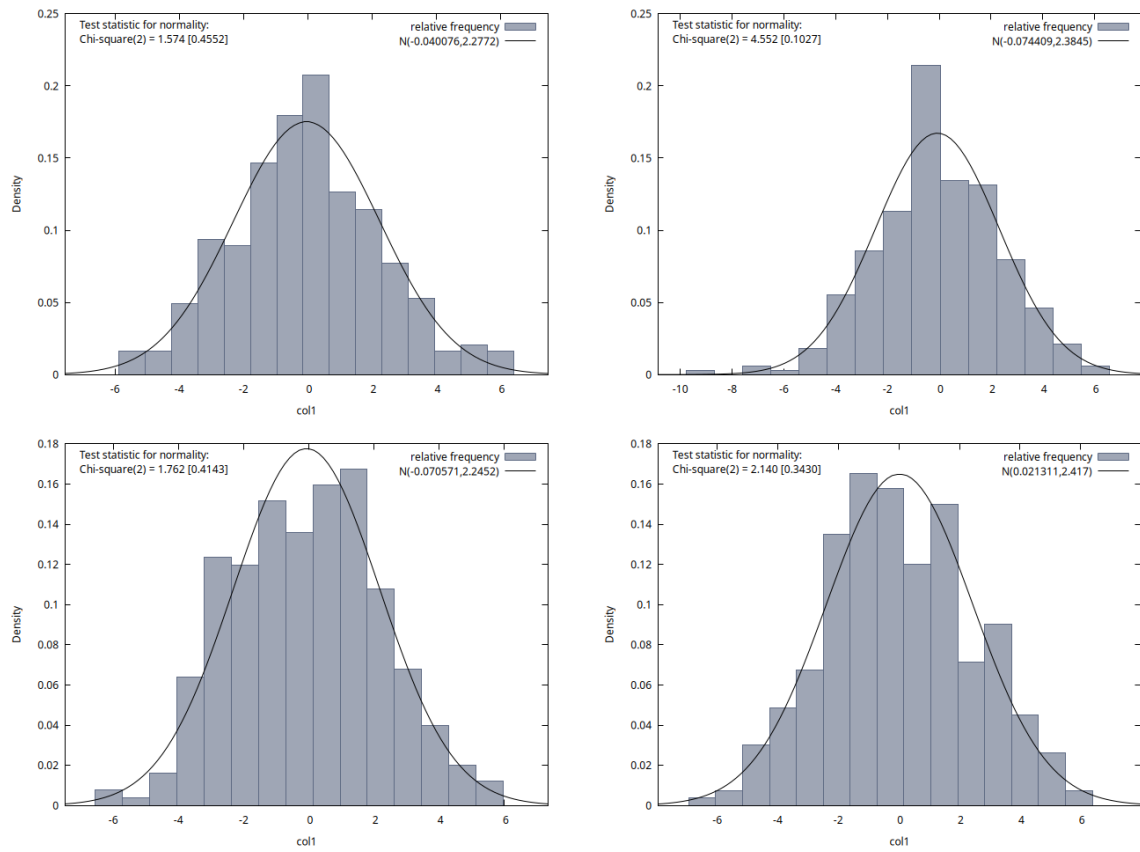 Test statistic for normality:
Chi-square(2) = 1.574 [0.4552]
relative frequency
N(-0.040076,2.2772)
0.25
0.2
0.15
0.1
0.05
0
Density
-6
-4
-2
0
2
4
6
col1
Test statistic for normality:
Chi-square(2) = 4.552 [0.1027]
relative frequency
N(-0.074409,2.3845)
0.25
0.2
0.15
0.1
0.05
0
Density
-10
-8
-6
-4
-2
0
2
4
6
col1
Test statistic for normality:
Chi-square(2) = 1.762 [0.4143]
relative frequency
N(-0.070571,2.2452)
0.18
0.16
0.14
0.12
0.1
0.08
0.06
0.04
0.02
0
Density
-6
-4
-2
0
2
4
6
col1
Test statistic for normality:
Chi-square(2) = 2.140 [0.3430]
relative frequency
N(0.021311,2.417)
0.18
0.16
0.14
0.12
0.1
0.08
0.06
0.04
0.02
0
Density
-6
-4
-2
0
2
4
6
col1